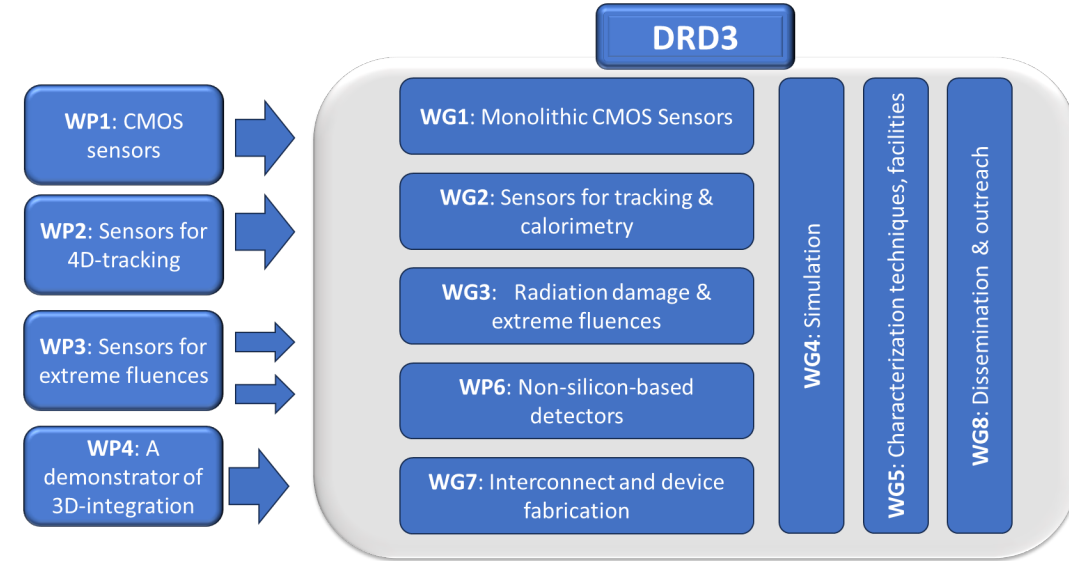 DRD3
WP1: CMOS
sensors
WP2: Sensors for
4D-tracking
WP3: Sensors for
extreme fluences
WP4: A
demonstrator of
3D-integration
WG1: Monolithic CMOS Sensors
WG2: Sensors for tracking &
calorimetry
WG3: Radiation damage &
extreme fluences
WP6: Non-silicon-based
detectors
WG7: Interconnect and device
fabrication
WG4: Simulation
WG5: Characterization techniques, facilities
WG8: Dissemination & outreach